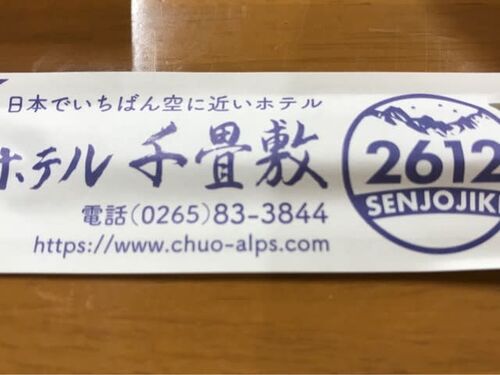 日本でいちばん空に近いホテル
ホテル 千畳敷
電話(0265)83-3844
https://www.chuo-alps.com
2612
SENJOJIKI